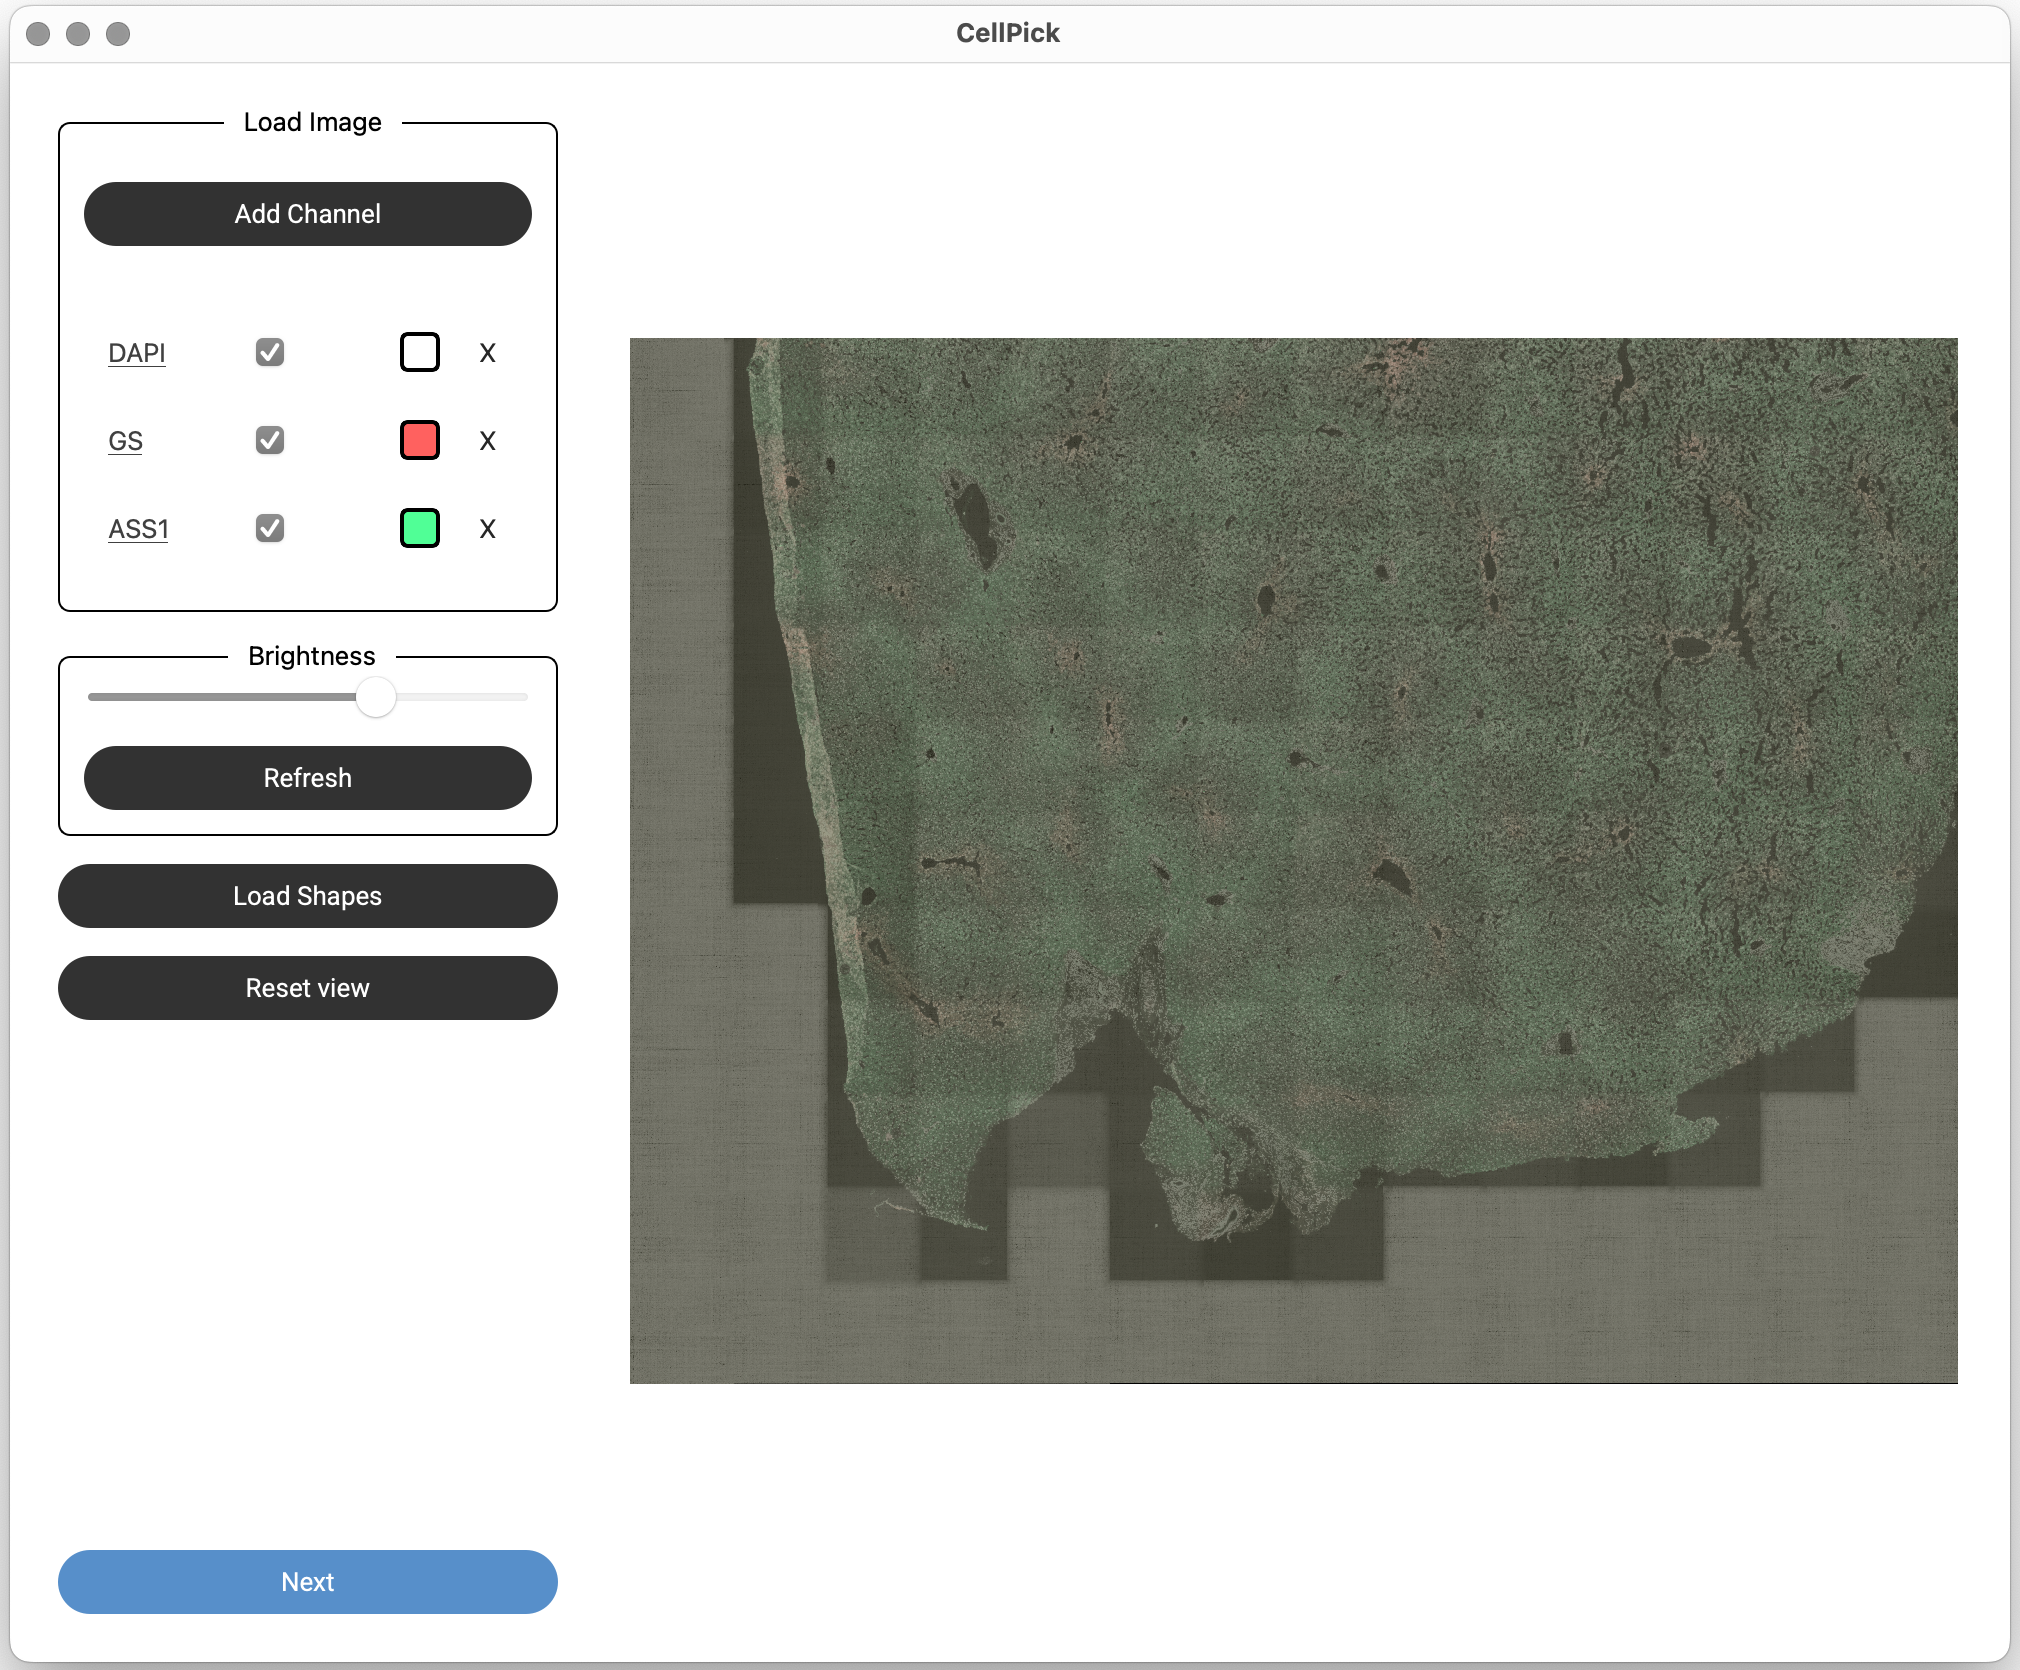 CellPick
Load Image
Add Channel
DAPI X
GS X
ASS1 X
Brightness
Refresh
Load Shapes
Reset view
Next